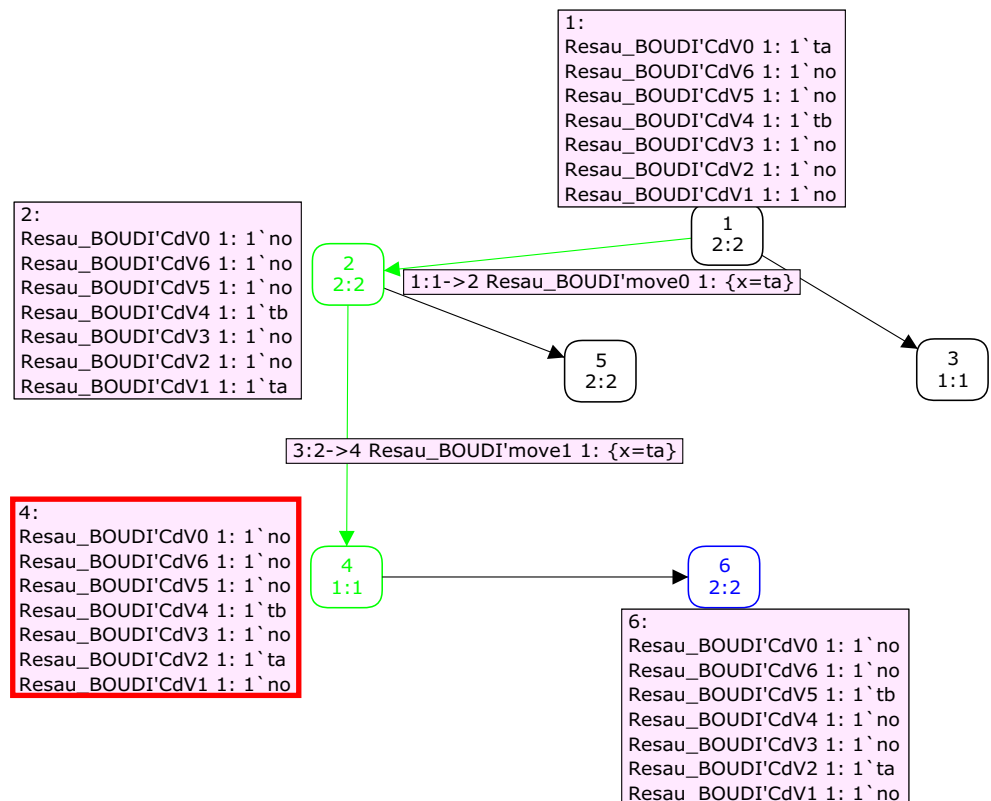 1:
Resau_BOUDI'CdV0 1: 1`ta
Resau_BOUDI'CdV6 1: 1`no
Resau_BOUDI'CdV5 1: 1`no
Resau_BOUDI'CdV4 1: 1`tb
Resau_BOUDI'CdV3 1: 1`no
Resau_BOUDI'CdV2 1: 1`no
Resau_BOUDI'CdV1 1: 1`no
1
2:2
2:
Resau_BOUDI'CdV0 1: 1`no
Resau_BOUDI'CdV6 1: 1`no
Resau_BOUDI'CdV5 1: 1`no
Resau_BOUDI'CdV4 1: 1`tb
Resau_BOUDI'CdV3 1: 1`no
Resau_BOUDI'CdV2 1: 1`no
Resau_BOUDI'CdV1 1: 1`ta
2
2:2
1:1->2 Resau_BOUDI'move0 1: {x=ta}
5
2:2
3
1:1
3:2->4 Resau_BOUDI'move1 1: {x=ta}
4:
Resau_BOUDI'CdV0 1: 1`no
Resau_BOUDI'CdV6 1: 1`no
Resau_BOUDI'CdV5 1: 1`no
Resau_BOUDI'CdV4 1: 1`tb
Resau_BOUDI'CdV3 1: 1`no
Resau_BOUDI'CdV2 1: 1`ta
Resau_BOUDI'CdV1 1: 1`no
4
1:1
6
2:2
6:
Resau_BOUDI'CdV0 1: 1`no
Resau_BOUDI'CdV6 1: 1`no
Resau_BOUDI'CdV5 1: 1`tb
Resau_BOUDI'CdV4 1: 1`no
Resau_BOUDI'CdV3 1: 1`no
Resau_BOUDI'CdV2 1: 1`ta
Resau_BOUDI'CdV1 1: 1`no